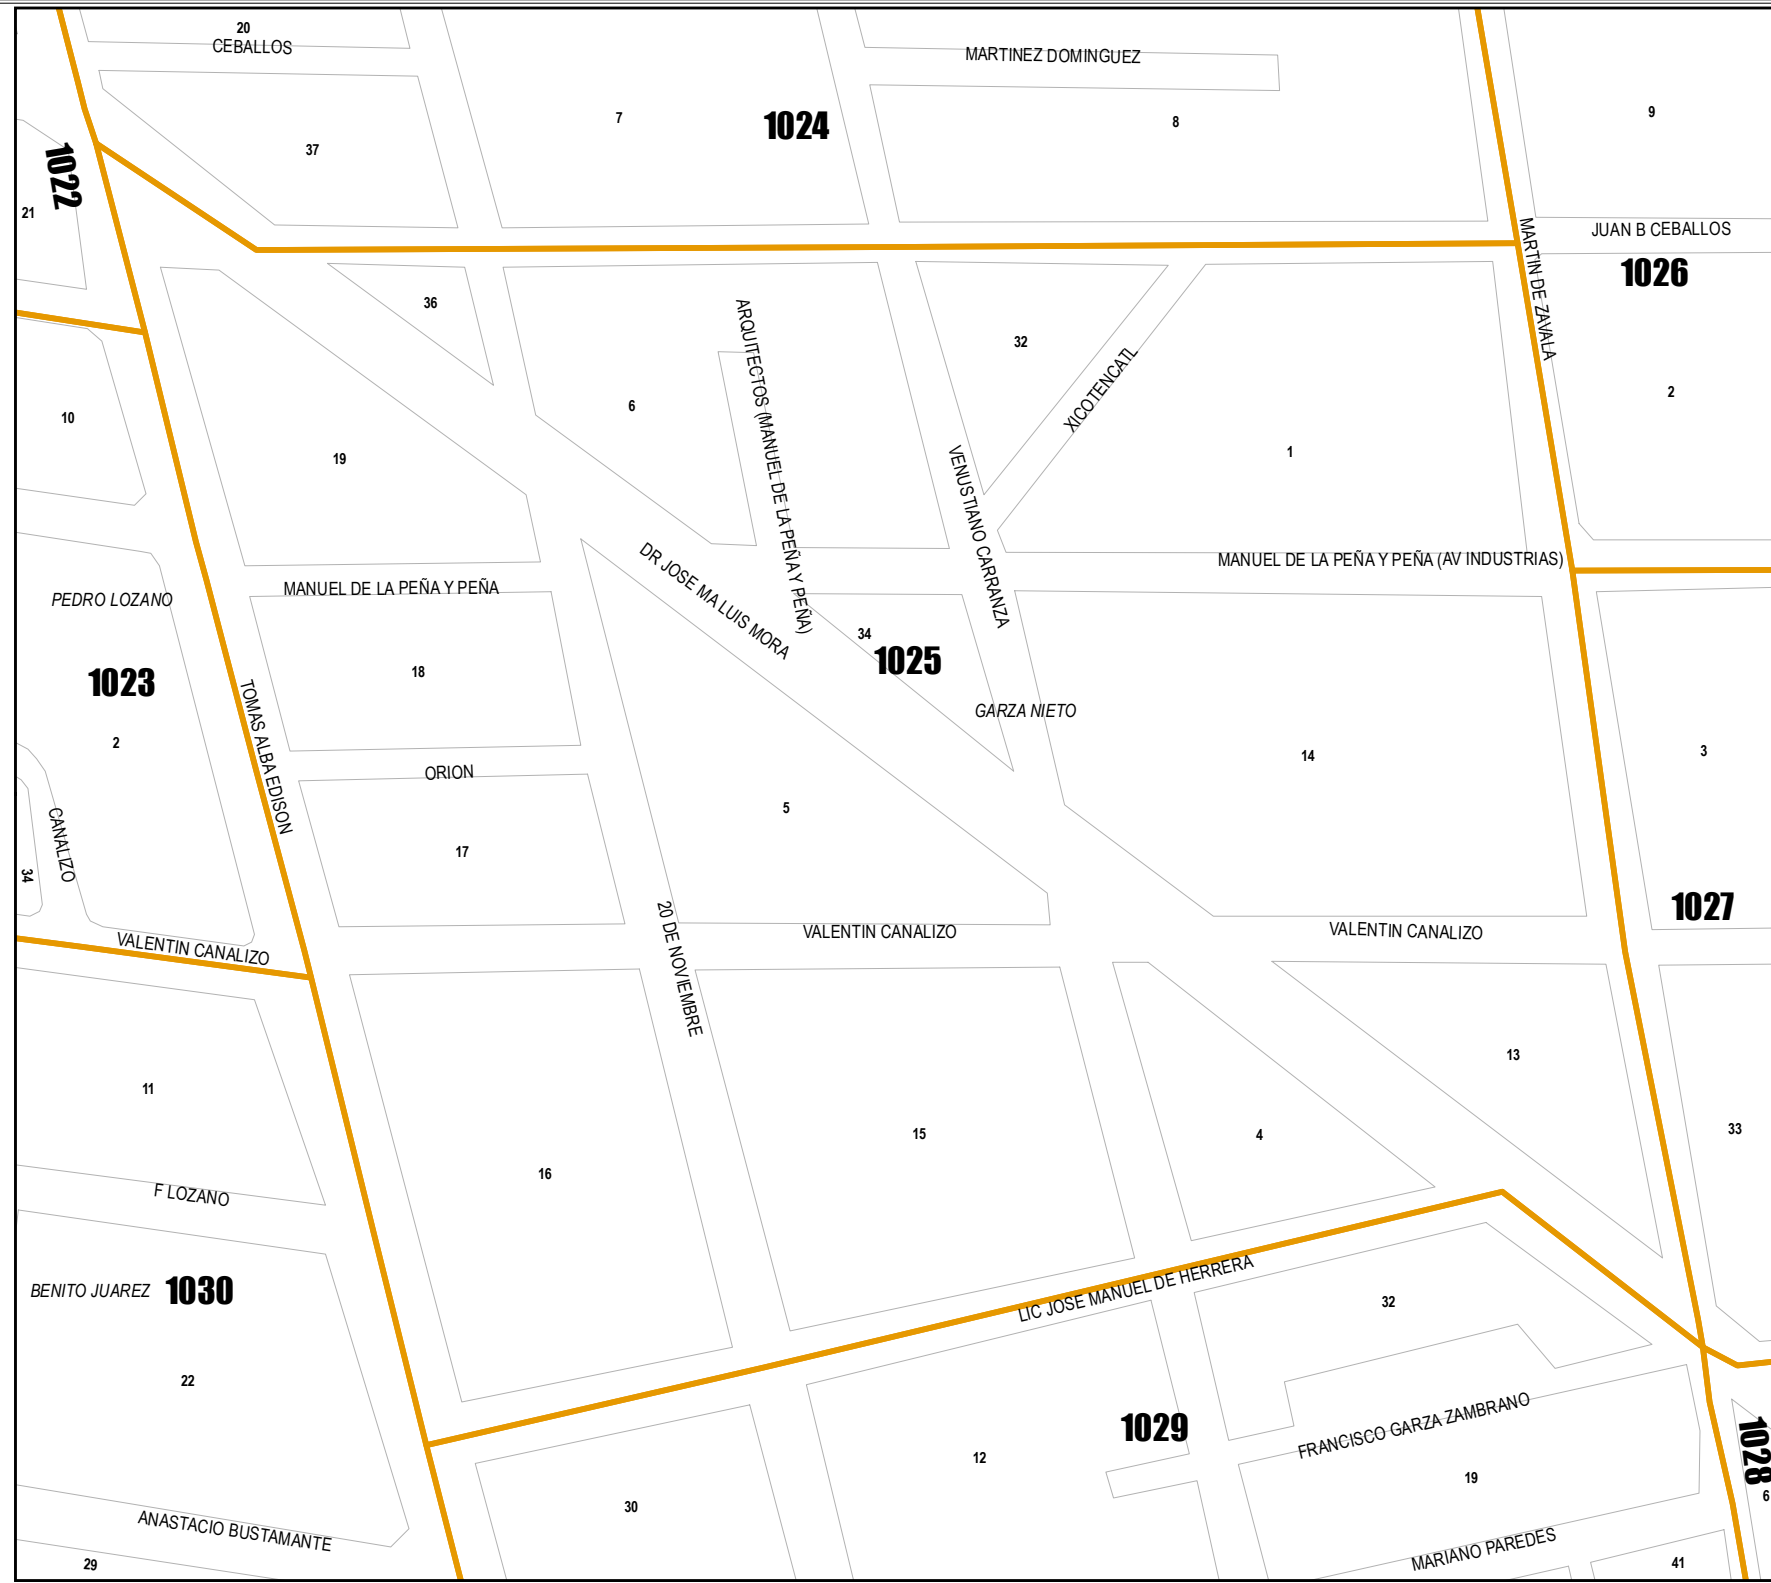 20
CEBALLOS
MARTINEZ DOMINGUEZ
7
1024
8
9
37
1022
21
JUAN B CEBALLOS
1026
MARTIN DE ZAVALA
36
ARQUITECTOS (MANUEL DE LA PEÑA Y PEÑA)
32
XICOTENCATL
2
10
6
19
1
VENUSTIANO CARRANZA
MANUEL DE LA PEÑA Y PEÑA (AV INDUSTRIAS)
MANUEL DE LA PEÑA Y PEÑA
DR JOSE MA LUIS MORA
PEDRO LOZANO
34
1025
1023
18
GARZA NIETO
TOMAS ALBA EDISON
2
14
3
ORION
5
CANALIZO
17
34
1027
20 DE NOVIEMBRE
VALENTIN CANALIZO
VALENTIN CANALIZO
VALENTIN CANALIZO
13
11
15
4
33
16
F LOZANO
LIC JOSE MANUEL DE HERRERA
BENITO JUAREZ
1030
32
22
1029
FRANCISCO GARZA ZAMBRANO
12
1028
19
6
30
ANASTACIO BUSTAMANTE
MARIANO PAREDES
29
41